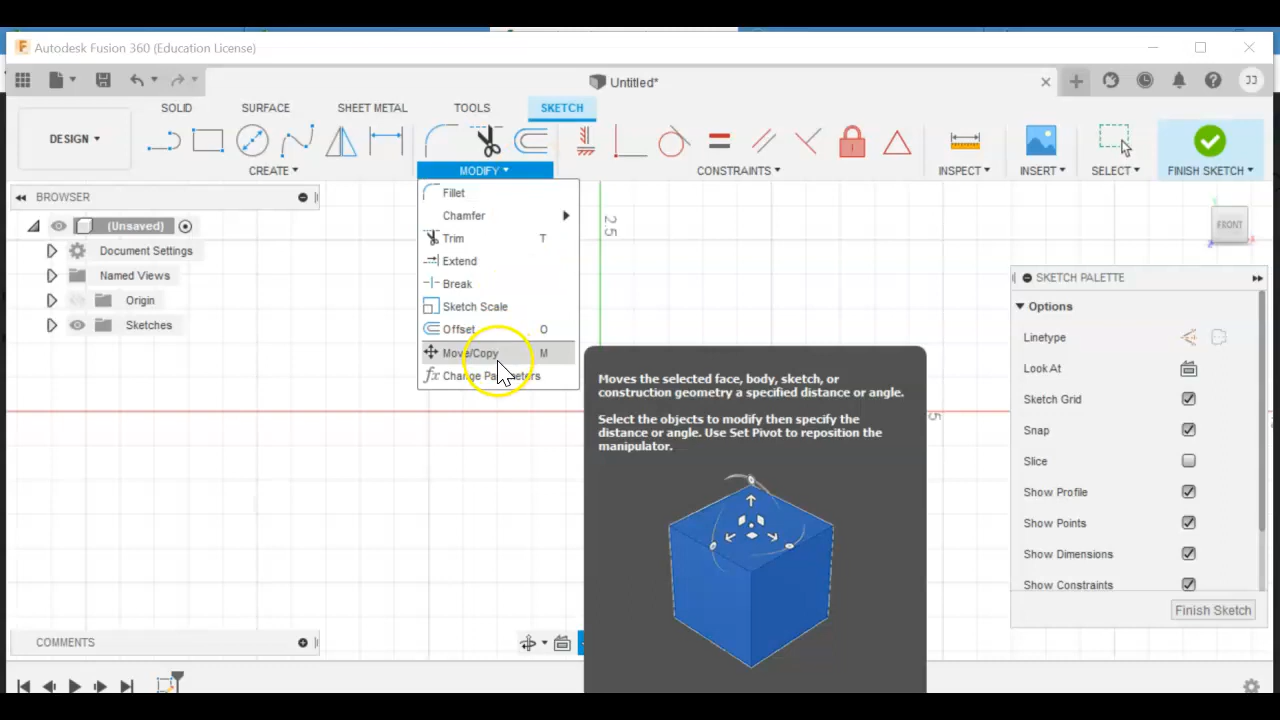 Autodesk Fusion 360 (Education License)
Untitled*
JJ
SOLID
SURFACE
SHEET METAL
TOOLS
SKETCH
DESIGN
CREATE
MODIFY
CONSTRAINTS
INSPECT
INSERT
SELECT
FINISH SKETCH
BROWSER
(Unsaved)
Document Settings
Named Views
Origin
Sketches
Fillet
Chamfer
Trim T
Extend
Break
Sketch Scale
Offset O
Move/Copy M
Change Parameters
2.5
5
FRONT
Moves the selected face, body, sketch, or
construction geometry a specified distance or angle.
Select the objects to modify then specify the
distance or angle. Use Set Pivot to reposition the
manipulator.
SKETCH PALETTE
Options
Linetype
Look At
Sketch Grid
Snap
Slice
Show Profile
Show Points
Show Dimensions
Show Constraints
Finish Sketch
COMMENTS